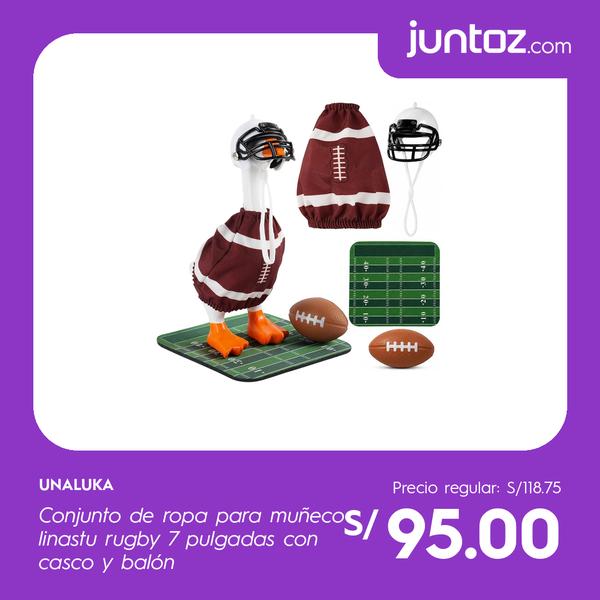 juntoz.com
UNALUKA
Conjunto de ropa para muñeco
linastu rugby 7 pulgadas con
casco y balón
Precio regular: S/118.75
S/ 95.00